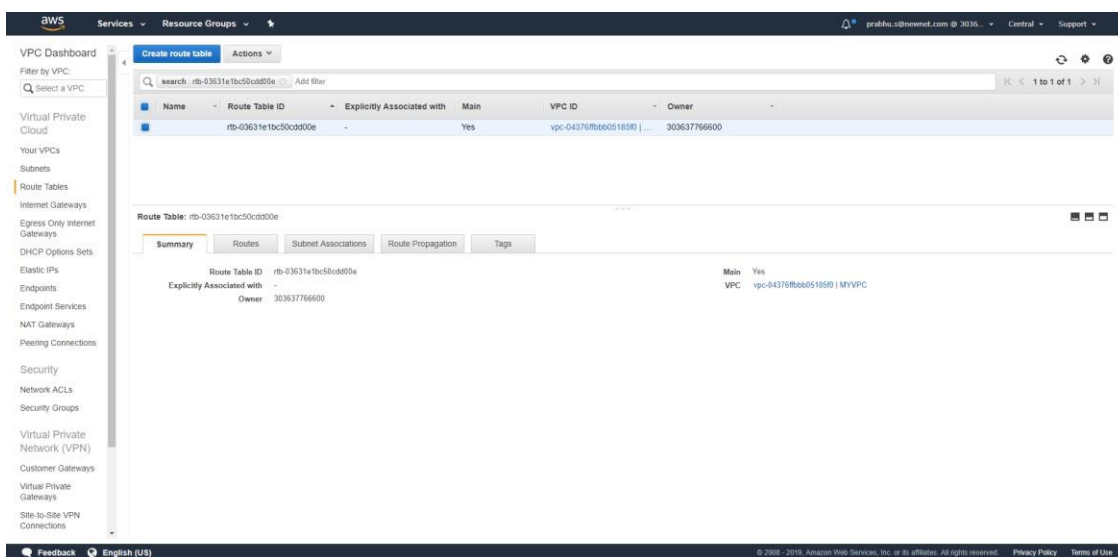 aws Services Resource Groups prabhu.s@newnet.com @ 3036... Central Support
VPC Dashboard
Filter by VPC:
Select a VPC
Virtual Private
Cloud
Your VPCs
Subnets
Route Tables
Internet Gateways
Egress Only Internet
Gateways
DHCP Options Sets
Elastic IPs
Endpoints
Endpoint Services
NAT Gateways
Peering Connections
Security
Network ACLs
Security Groups
Virtual Private
Network (VPN)
Customer Gateways
Virtual Private
Gateways
Site-to-Site VPN
Connections
Create route table Actions
search : rtb-03631e1bc50cdd00e Add filter 1 to 1 of 1
Name Route Table ID Explicitly Associated with Main VPC ID Owner
rtb-03631e1bc50cdd00e - Yes vpc-04376ffbbb05185f0 | ... 303637766600
Route Table: rtb-03631e1bc50cdd00e
Summary Routes Subnet Associations Route Propagation Tags
Route Table ID rtb-03631e1bc50cdd00e Main Yes
Explicitly Associated with - VPC vpc-04376ffbbb05185f0 | MYVPC
Owner 303637766600
Feedback English (US) © 2008 - 2019, Amazon Web Services, Inc. or its affiliates. All rights reserved. Privacy Policy Terms of Use